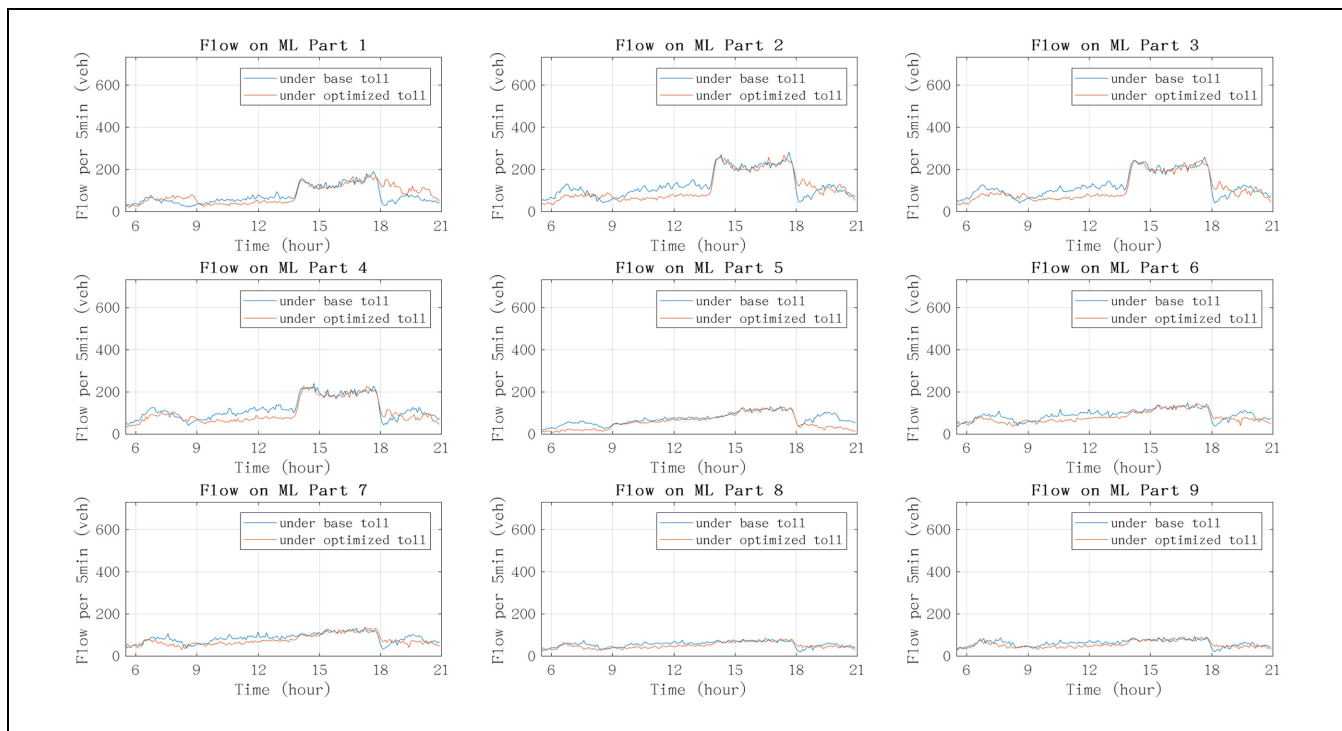 Flow on ML Part 1
Flow per 5min (veh)
600
400
200
0
under base toll
under optimized toll
6 9 12 15 18 21
Time (hour)
Flow on ML Part 2
Flow per 5min (veh)
600
400
200
0
under base toll
under optimized toll
6 9 12 15 18 21
Time (hour)
Flow on ML Part 3
Flow per 5min (veh)
600
400
200
0
under base toll
under optimized toll
6 9 12 15 18 21
Time (hour)
Flow on ML Part 4
Flow per 5min (veh)
600
400
200
0
under base toll
under optimized toll
6 9 12 15 18 21
Time (hour)
Flow on ML Part 5
Flow per 5min (veh)
600
400
200
0
under base toll
under optimized toll
6 9 12 15 18 21
Time (hour)
Flow on ML Part 6
Flow per 5min (veh)
600
400
200
0
under base toll
under optimized toll
6 9 12 15 18 21
Time (hour)
Flow on ML Part 7
Flow per 5min (veh)
600
400
200
0
under base toll
under optimized toll
6 9 12 15 18 21
Time (hour)
Flow on ML Part 8
Flow per 5min (veh)
600
400
200
0
under base toll
under optimized toll
6 9 12 15 18 21
Time (hour)
Flow on ML Part 9
Flow per 5min (veh)
600
400
200
0
under base toll
under optimized toll
6 9 12 15 18 21
Time (hour)